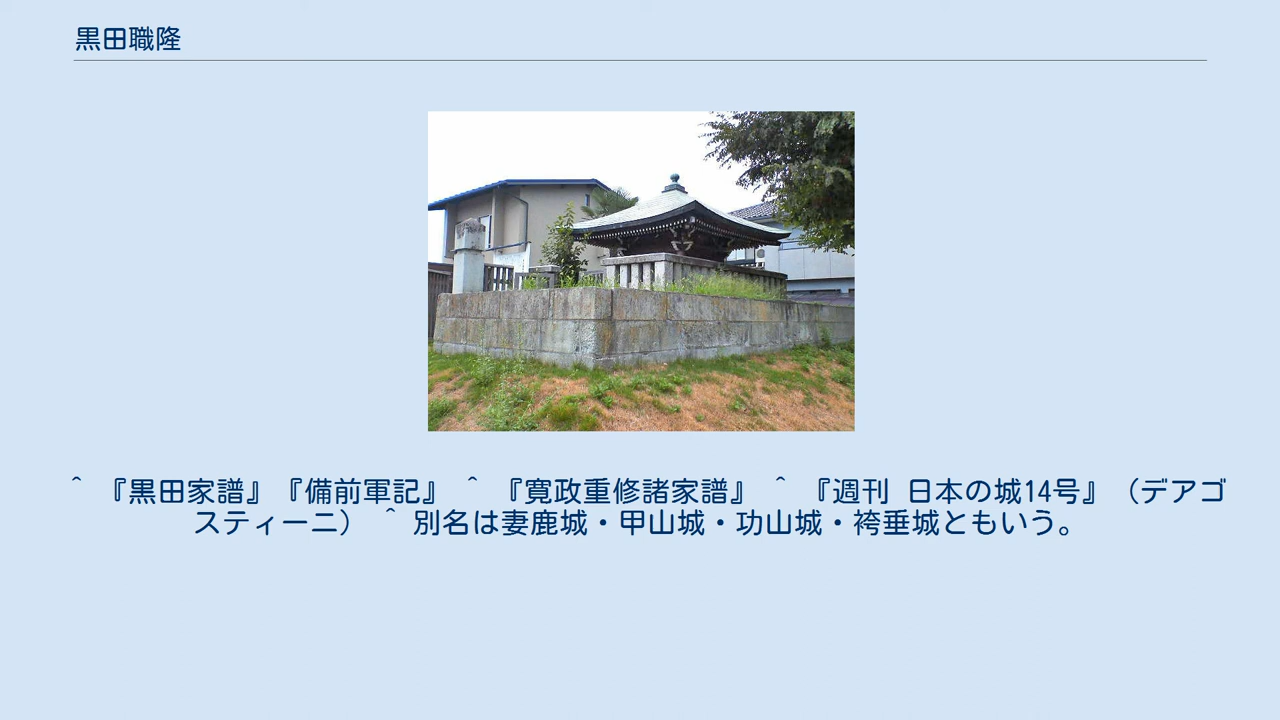 黒田職隆
^ 『黒田家譜』『備前軍記』 ^ 『寛政重修諸家譜』 ^ 『週刊 日本の城14号』（デアゴ
スティーニ） ^ 別名は妻鹿城・甲山城・功山城・袴垂城ともいう。